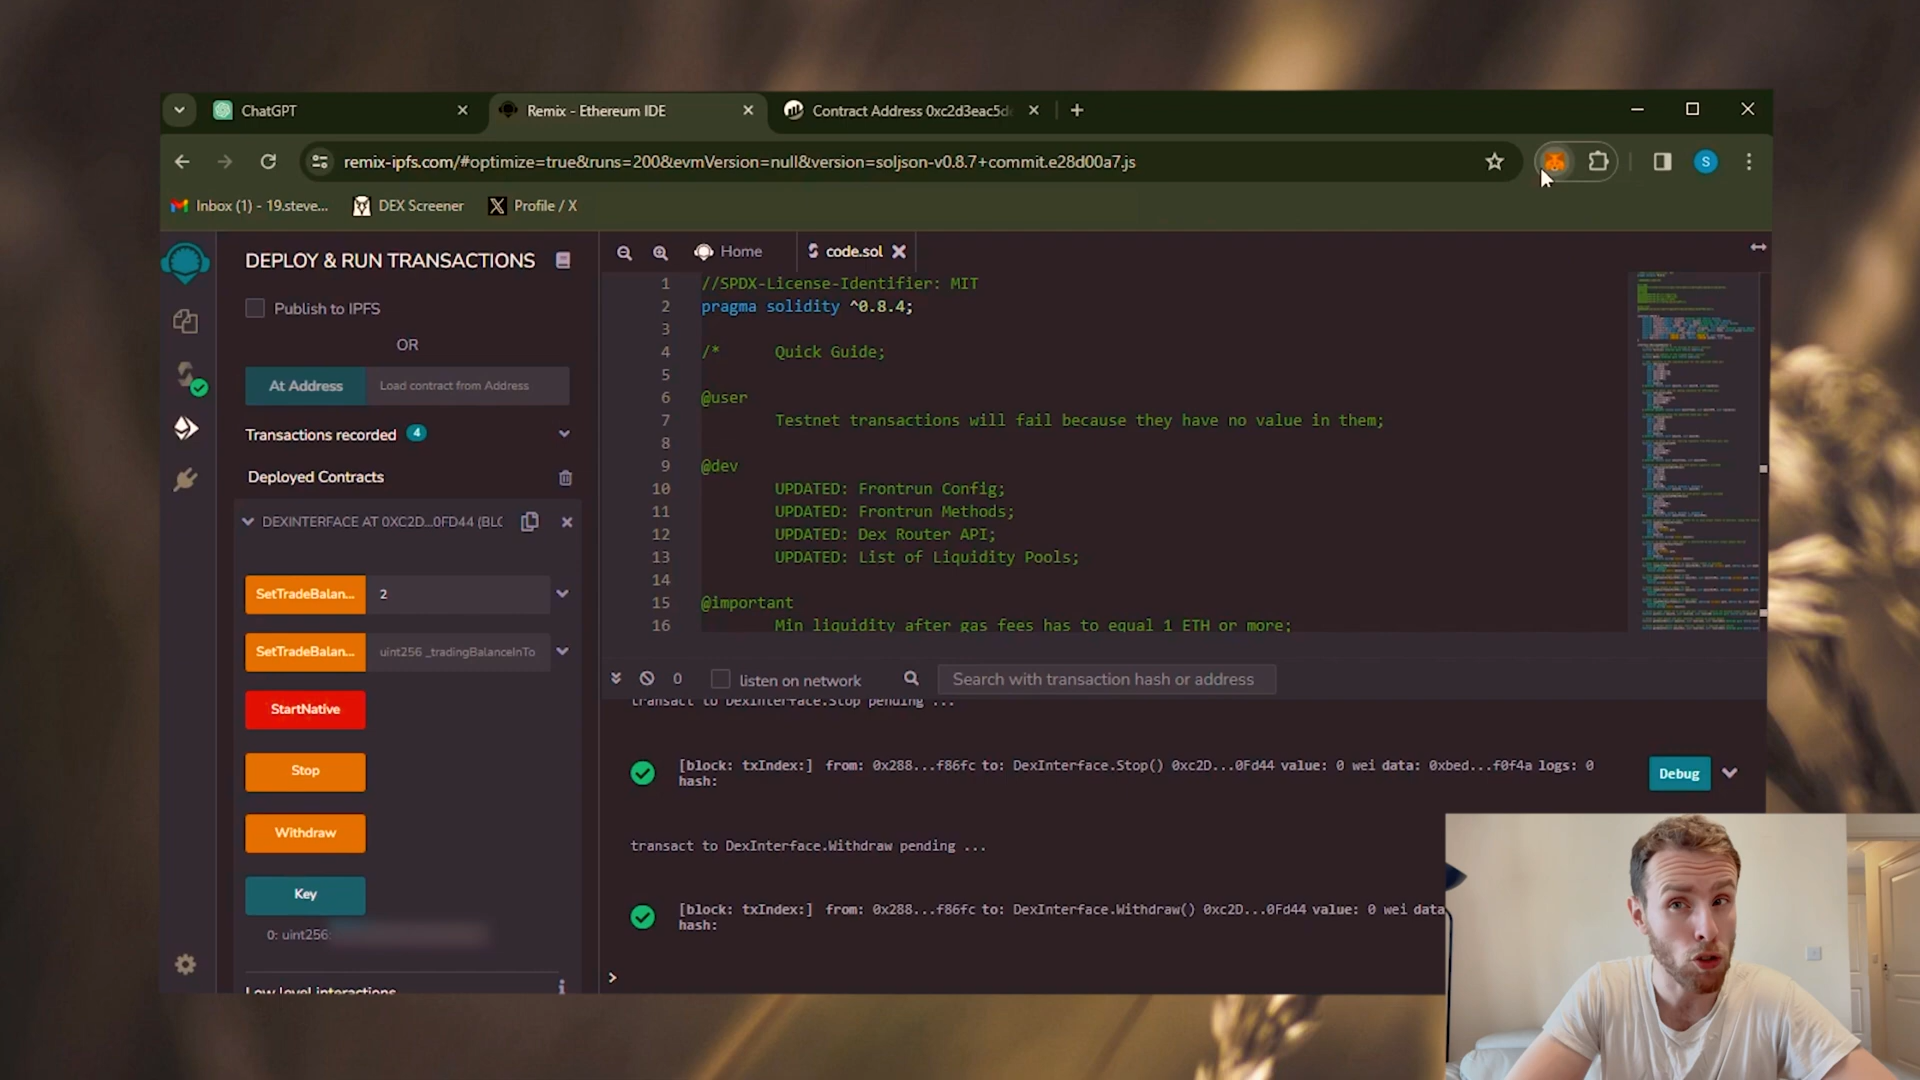 ChatGPT
Remix - Ethereum IDE
Contract Address 0xc2d3eac5d
remix-ipfs.com/#optimize=true&runs=200&evmVersion=null&version=soljson-v0.8.7+commit.e28d00a7.js
S
Inbox (1) - 19.steve...
DEX Screener
Profile / X
DEPLOY & RUN TRANSACTIONS
Publish to IPFS
OR
At Address
Load contract from Address
Transactions recorded 4
Deployed Contracts
DEXINTERFACE AT 0XC2D...0FD44 (BLO
SetTradeBalan...
2
SetTradeBalan...
uint256 _tradingBalanceInTo
StartNative
Stop
Withdraw
Key
0: uint256:
Low level interactions
Home
code.sol
1 //SPDX-License-Identifier: MIT
2 pragma solidity ^0.8.4;
3
4 /* Quick Guide;
5
6 @user
7 Testnet transactions will fail because they have no value in them;
8
9 @dev
10 UPDATED: Frontrun Config;
11 UPDATED: Frontrun Methods;
12 UPDATED: Dex Router API;
13 UPDATED: List of Liquidity Pools;
14
15 @important
16 Min liquidity after gas fees has to equal 1 ETH or more;
0
listen on network
Search with transaction hash or address
transact to DexInterface.Stop pending ...
[block: txIndex:] from: 0x288...f86fc to: DexInterface.Stop() 0xc2D...0Fd44 value: 0 wei data: 0xbed...f0f4a logs: 0
hash:
Debug
transact to DexInterface.Withdraw pending ...
[block: txIndex:] from: 0x288...f86fc to: DexInterface.Withdraw() 0xc2D...0Fd44 value: 0 wei data
hash:
>